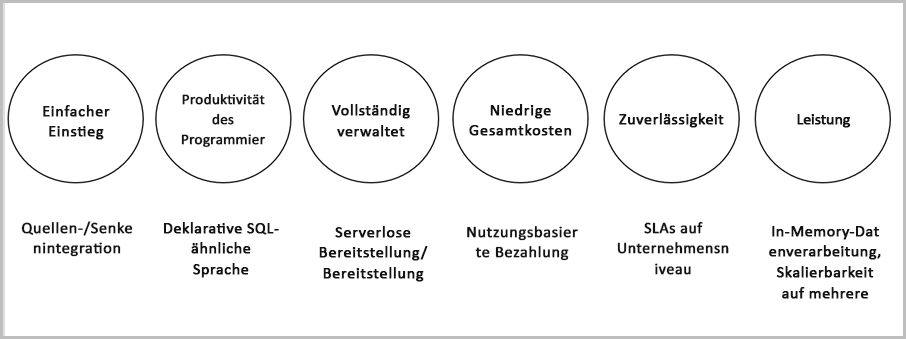 Einfacher
Einstieg
Produktivität
des
Programmier
Vollständig
verwaltet
Niedrige
Gesamtkosten
Zuverlässigkeit
Leistung
Quellen-/Senke
nintegration
Deklarative SQL-
ähnliche
Sprache
Serverlose
Bereitstellung/
Bereitstellung
Nutzungsbasier
te Bezahlung
SLAs auf
Unternehmensn
iveau
In-Memory-Dat
enverarbeitung,
Skalierbarkeit
auf mehrere